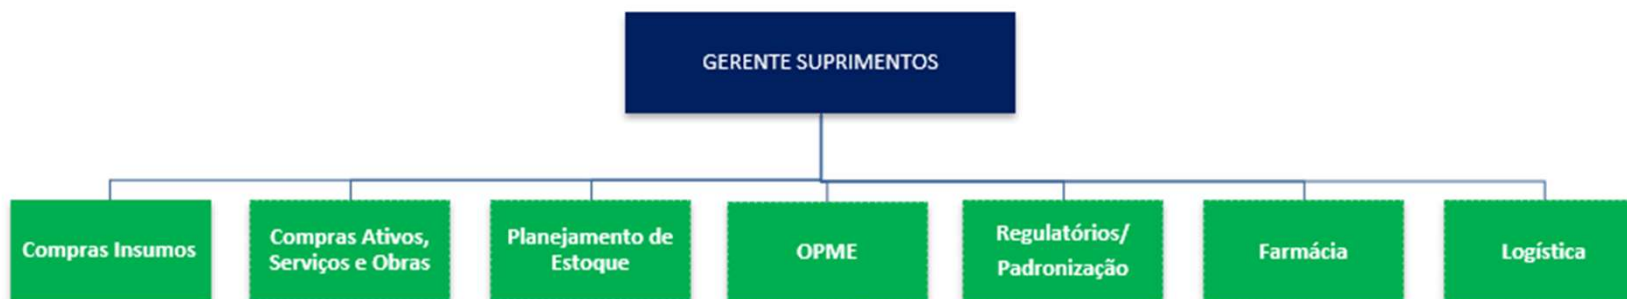 GERENTE SUPRIMENTOS
Compras Insumos
Compras Ativos,
Serviços e Obras
Planejamento de
Estoque
OPME
Regulatórios/
Padronização
Farmácia
Logística